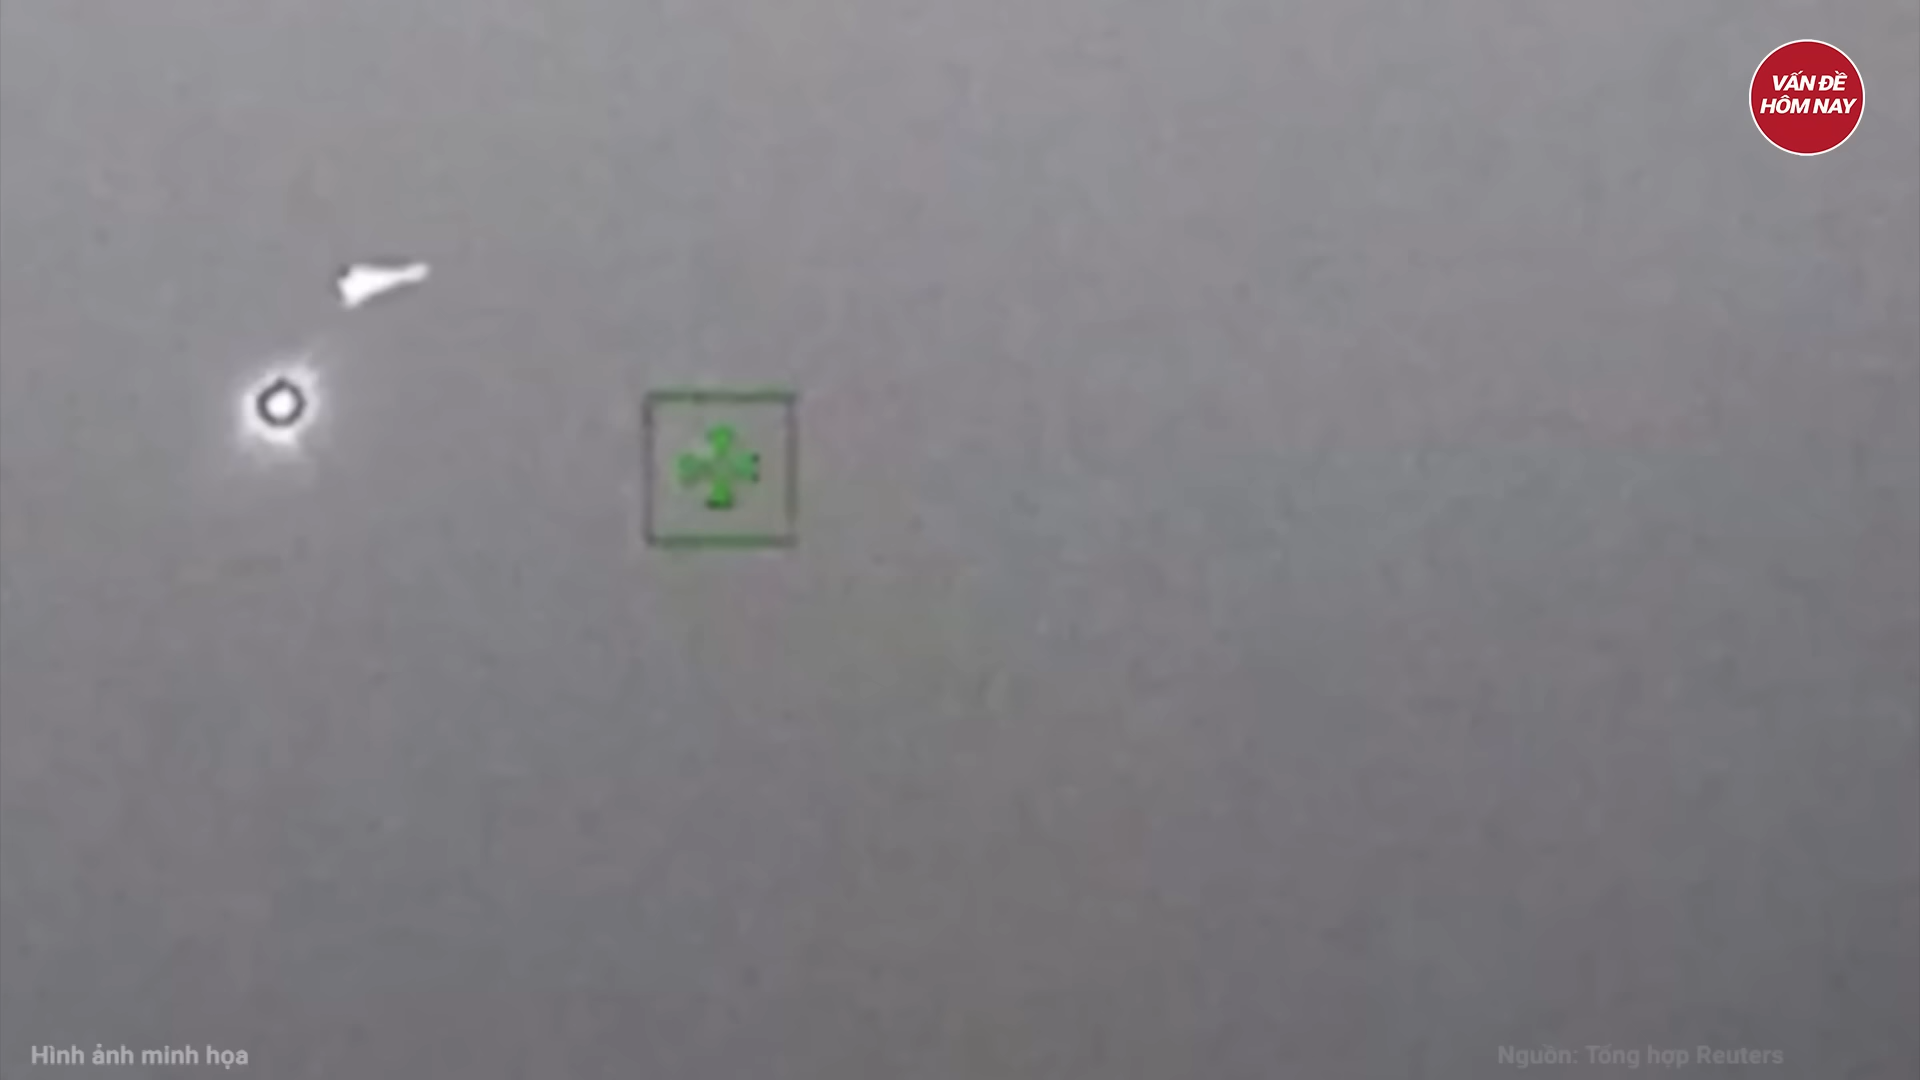 VẤN ĐỀ
HÔM NAY
Hình ảnh minh họa
Nguồn: Tổng hợp Reuters